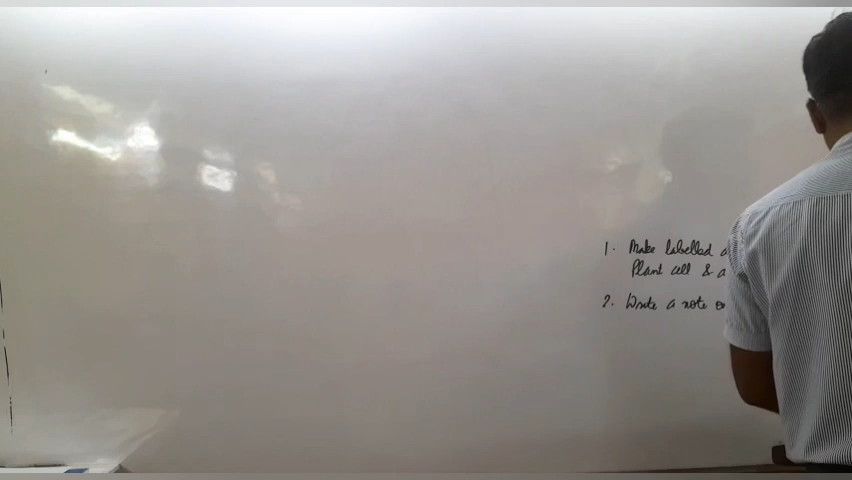 1. Make labelled
Plant cell &
2. Write a note